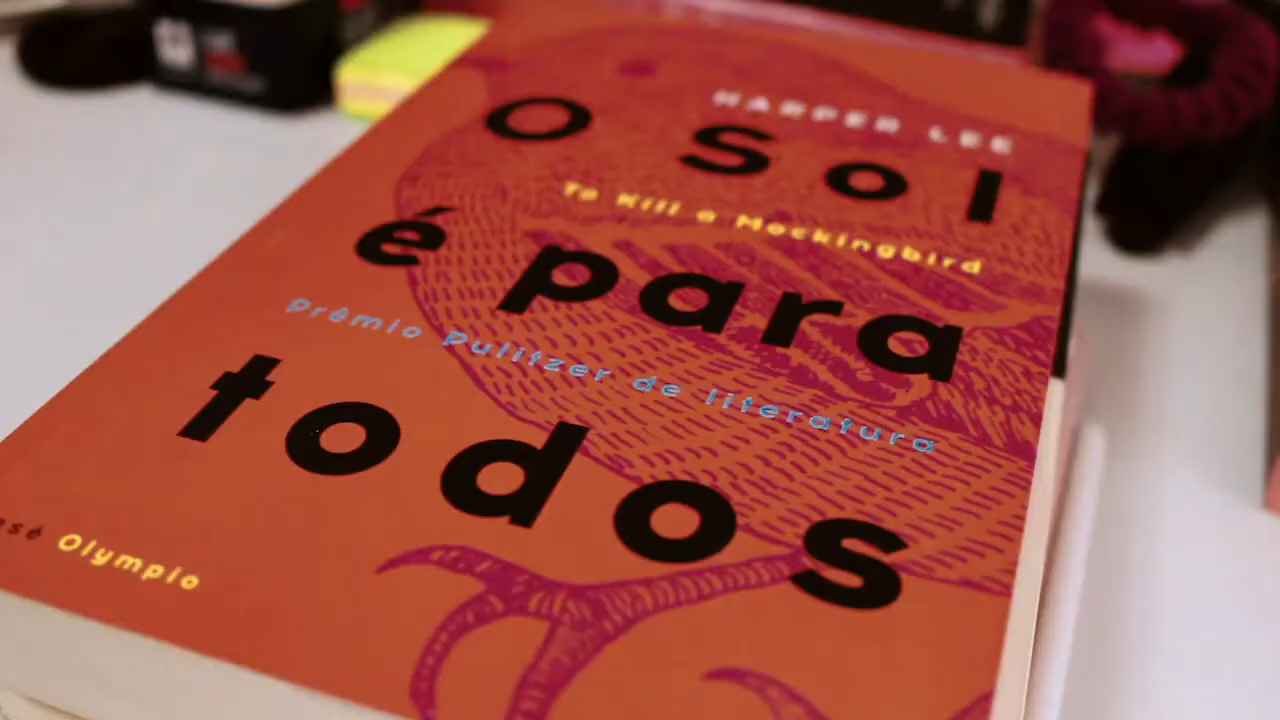 HARPER LEE
O Sol
To Kill a Mockingbird
é para
prêmio Pulitzer de literatura
todos
Olympio